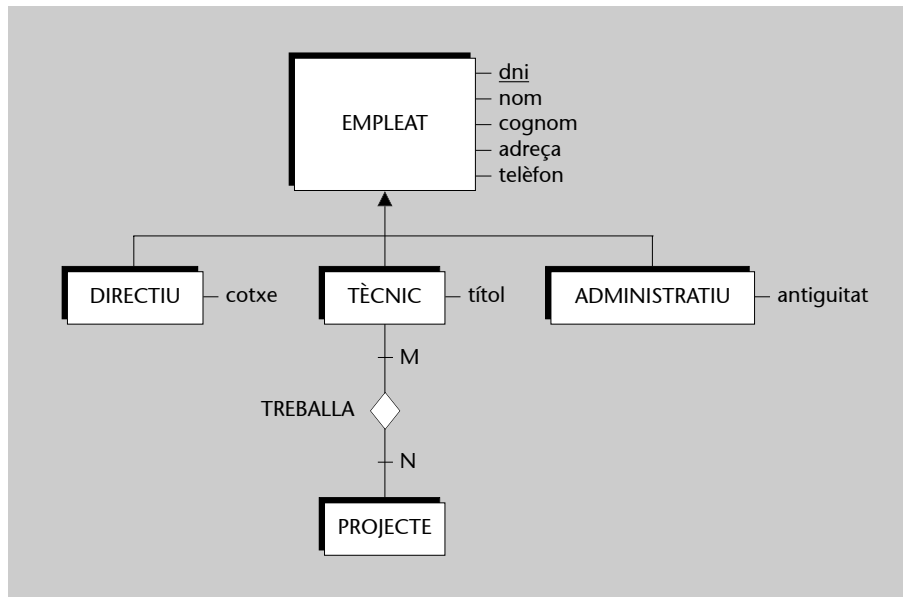 EMPLEAT
dni
nom
cognom
adreça
telèfon
DIRECTIU
cotxe
TÈCNIC
títol
ADMINISTRATIU
antiguitat
M
TREBALLA
N
PROJECTE